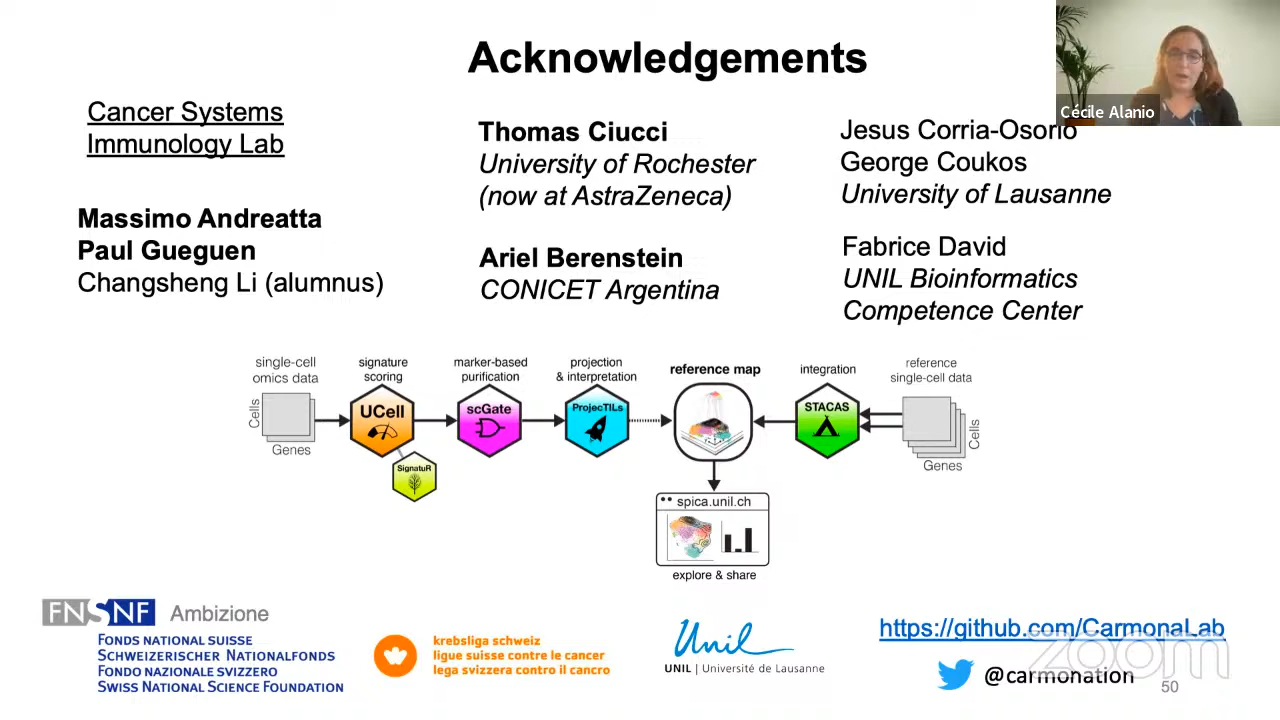 Acknowledgements
Cécile Alanio
Cancer Systems
Immunology Lab
Massimo Andreatta
Paul Gueguen
Changsheng Li (alumnus)
Thomas Ciucci
University of Rochester
(now at AstraZeneca)
Ariel Berenstein
CONICET Argentina
Jesus Corria-Osorio
George Coukos
University of Lausanne
Fabrice David
UNIL Bioinformatics
Competence Center
single-cell
omics data
Cells
Genes
signature
scoring
UCell
SignatuR
marker-based
purification
scGate
projection
& interpretation
ProjecTILs
reference map
integration
STACAS
reference
single-cell data
Cells
Genes
spica.unil.ch
explore & share
FNSNF Ambizione
FONDS NATIONAL SUISSE
SCHWEIZERISCHER NATIONALFONDS
FONDO NAZIONALE SVIZZERO
SWISS NATIONAL SCIENCE FOUNDATION
krebsliga schweiz
ligue suisse contre le cancer
lega svizzera contro il cancro
Unil
UNIL | Université de Lausanne
https://github.com/CarmonaLab
@carmonation
zoom
50